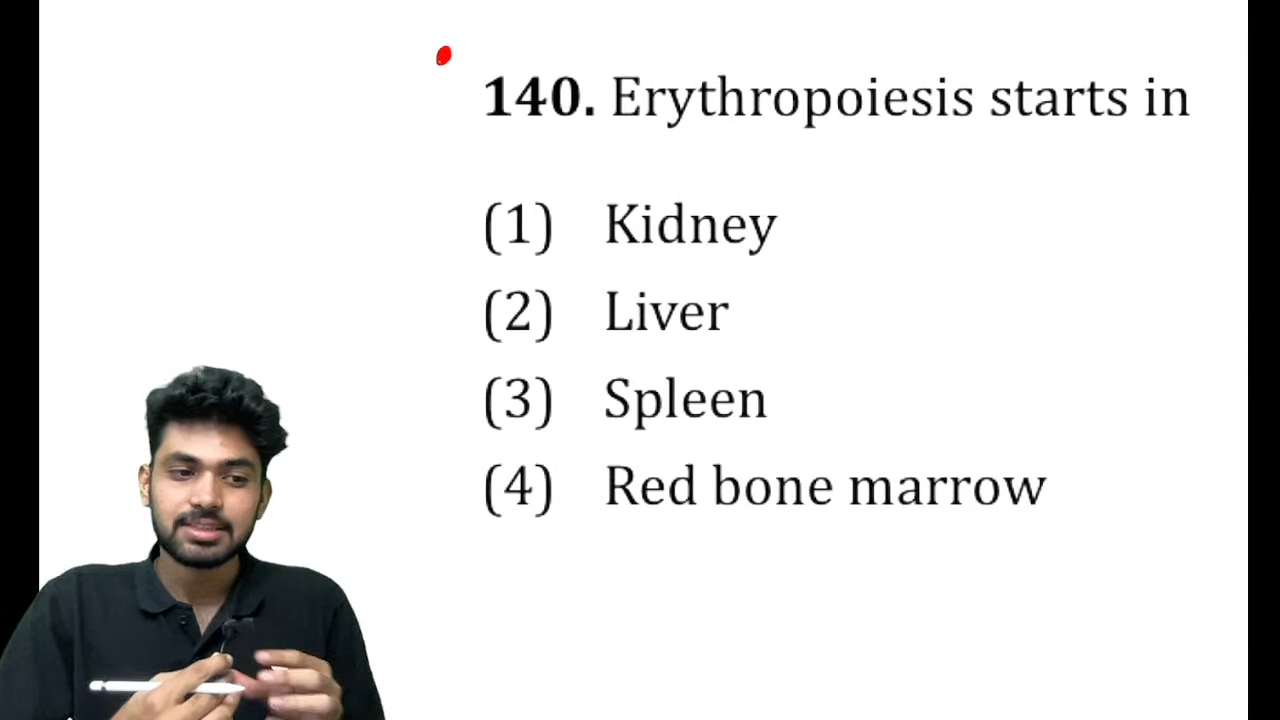 140. Erythropoiesis starts in
(1) Kidney
(2) Liver
(3) Spleen
(4) Red bone marrow